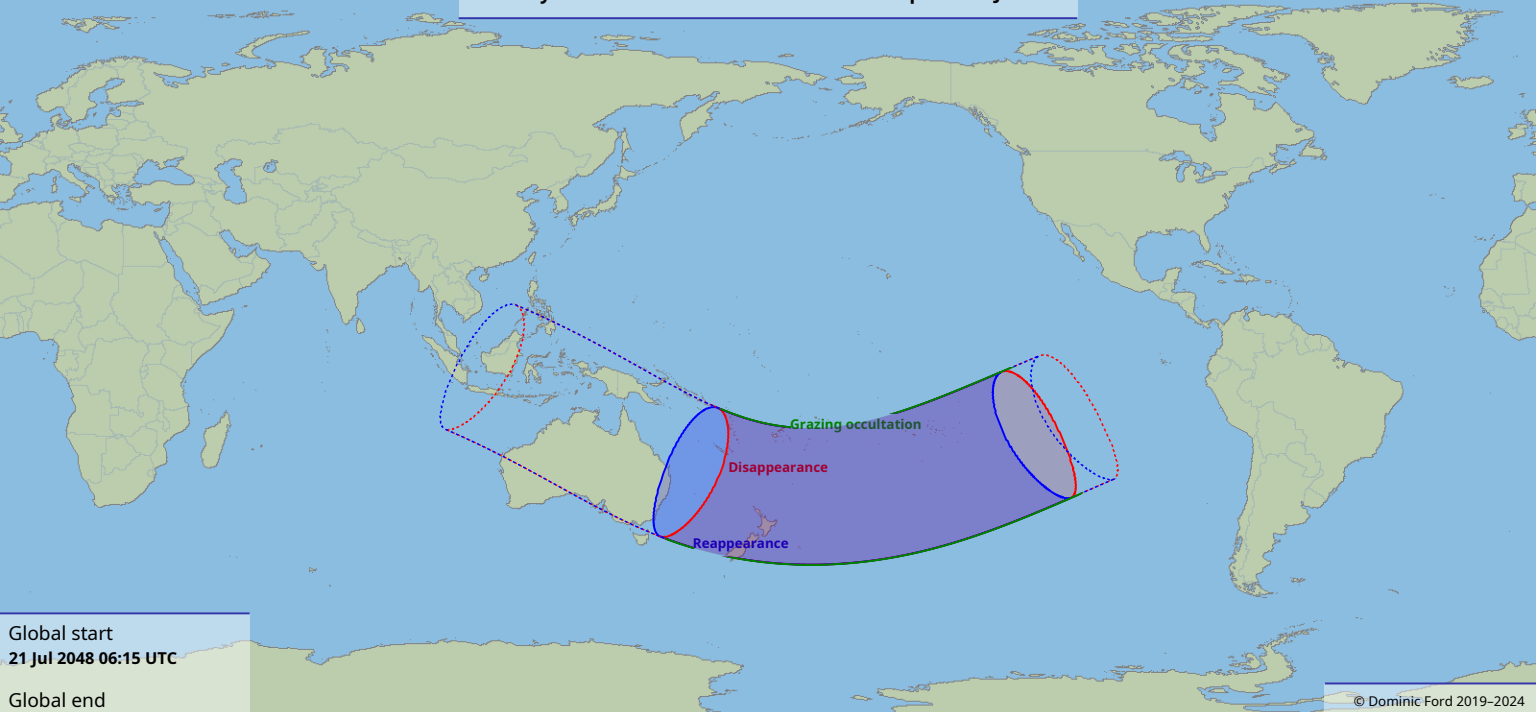 Grazing occultation
Disappearance
Reappearance
Global start
21 Jul 2048 06:15 UTC
Global end
© Dominic Ford 2019–2024